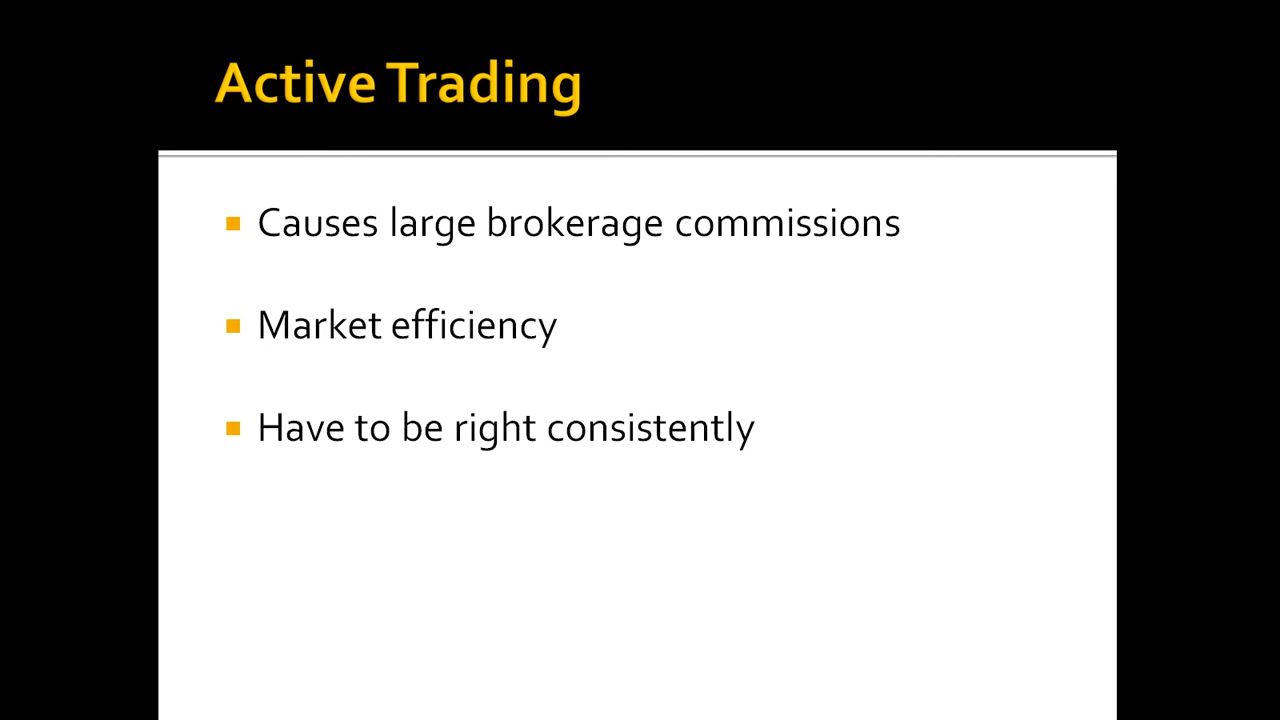 Active Trading
Causes large brokerage commissions
Market efficiency
Have to be right consistently